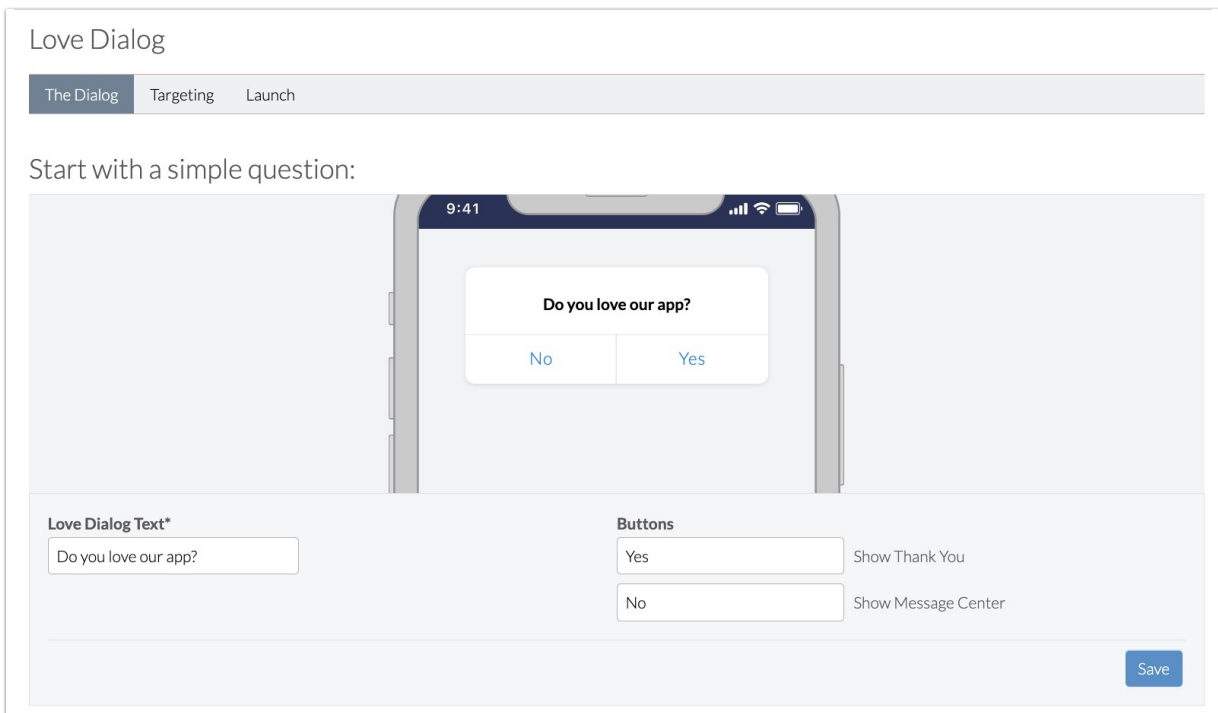 Love Dialog
The Dialog Targeting Launch
Start with a simple question:
9:41
Do you love our app?
No Yes
Love Dialog Text*
Do you love our app?
Buttons
Yes Show Thank You
No Show Message Center
Save